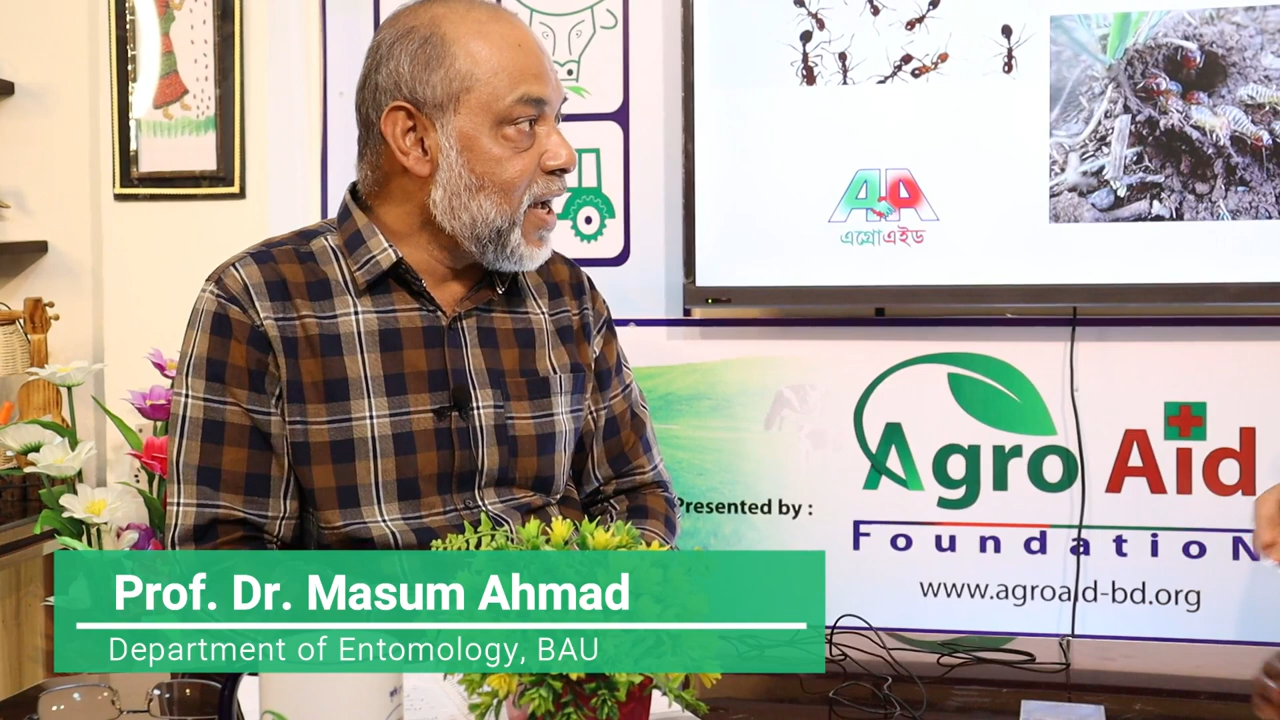 এগ্রোএইড
Agro Aid
Presented by :
Foundation
www.agroaid-bd.org
Prof. Dr. Masum Ahmad
Department of Entomology, BAU